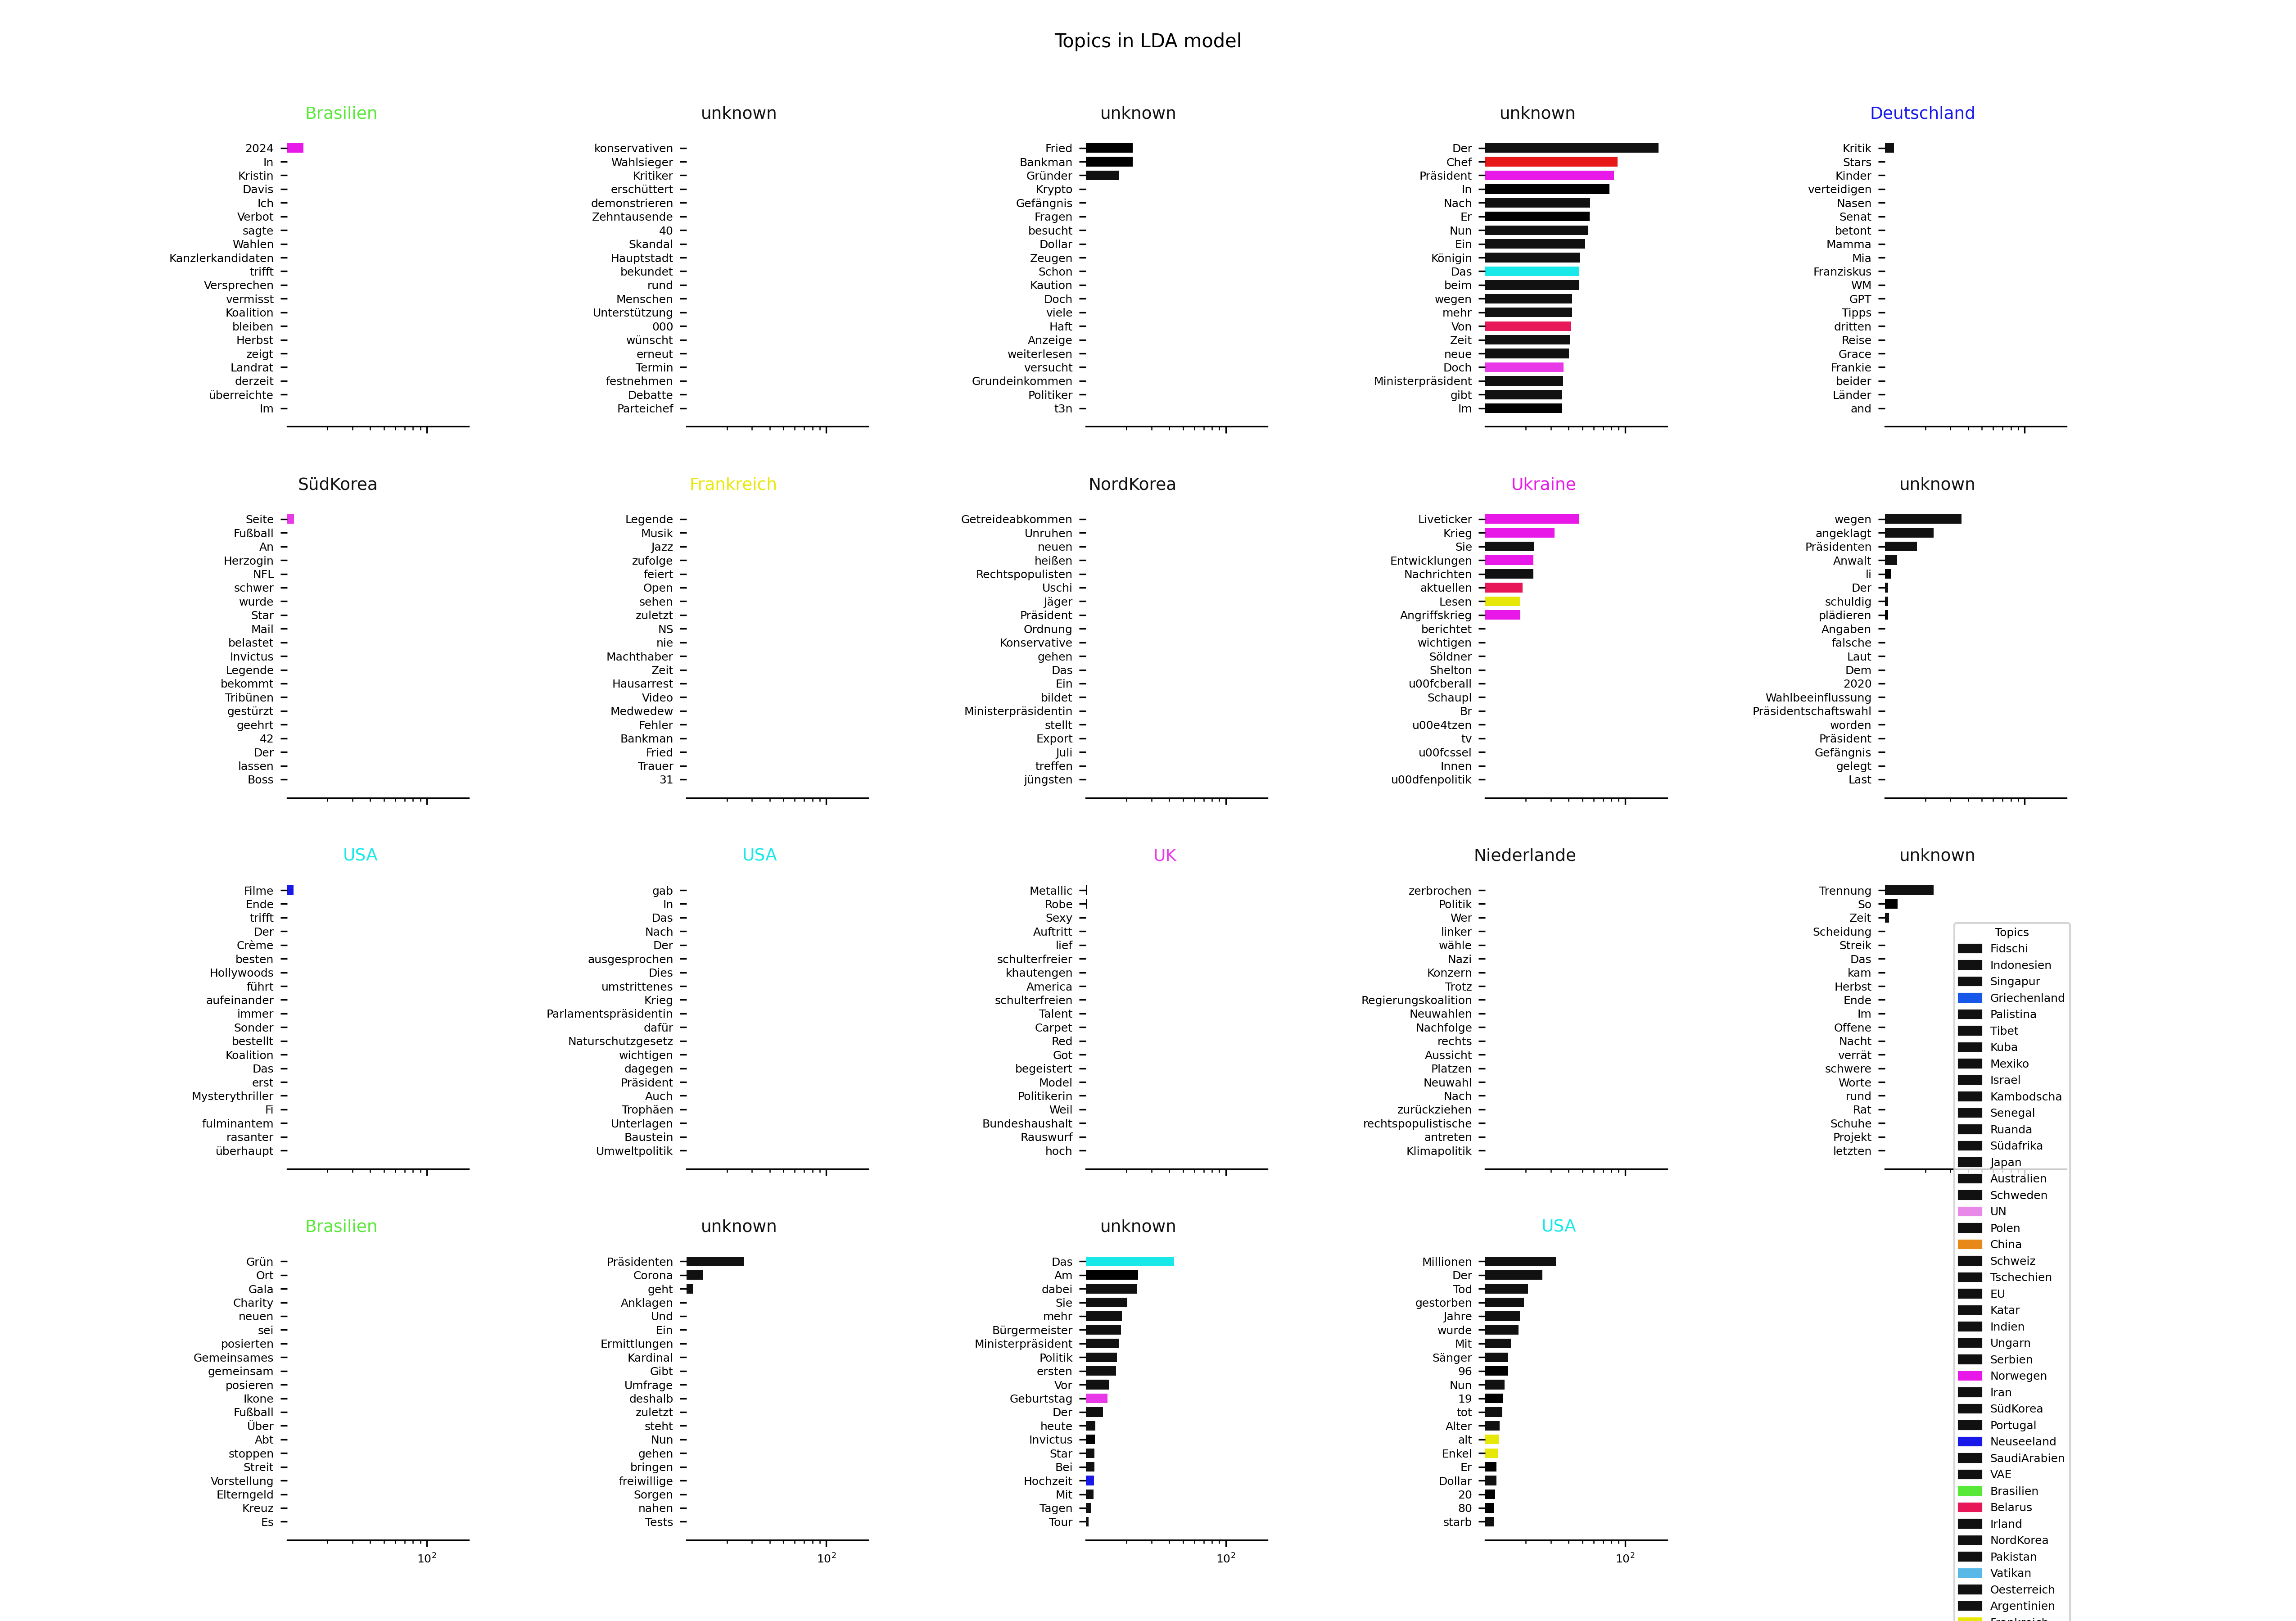 Topics in LDA model
Brasilien
2024
In
Kristin
Davis
Ich
Verbot
sagte
Wahlen
Kanzlerkandidaten
trifft
Versprechen
vermisst
Koalition
bleiben
Herbst
zeigt
Landrat
derzeit
überreichte
Im
unknown
konservativen
Wahlsieger
Kritiker
erschüttert
demonstrieren
Zehntausende
40
Skandal
Hauptstadt
bekundet
rund
Menschen
Unterstützung
000
wünscht
erneut
Termin
festnehmen
Debatte
Parteichef
unknown
Fried
Bankman
Gründer
Krypto
Gefängnis
Fragen
besucht
Dollar
Zeugen
Schon
Kaution
Doch
viele
Haft
Anzeige
weiterlesen
versucht
Grundeinkommen
Politiker
t3n
unknown
Der
Chef
Präsident
In
Nach
Er
Nun
Ein
Königin
Das
beim
wegen
mehr
Von
Zeit
neue
Doch
Ministerpräsident
gibt
Im
Deutschland
Kritik
Stars
Kinder
verteidigen
Nasen
Senat
betont
Mamma
Mia
Franziskus
WM
GPT
Tipps
dritten
Reise
Grace
Frankie
beider
Länder
and
SüdKorea
Seite
Fußball
An
Herzogin
NFL
schwer
wurde
Star
Mail
belastet
Invictus
Legende
bekommt
Tribünen
gestürzt
geehrt
42
Der
lassen
Boss
Frankreich
Legende
Musik
Jazz
zufolge
feiert
Open
sehen
zuletzt
NS
nie
Machthaber
Zeit
Hausarrest
Video
Medwedew
Fehler
Bankman
Fried
Trauer
31
NordKorea
Getreideabkommen
Unruhen
neuen
heißen
Rechtspopulisten
Uschi
Jäger
Präsident
Ordnung
Konservative
gehen
Das
Ein
bildet
Ministerpräsidentin
stellt
Export
Juli
treffen
jüngsten
Ukraine
Liveticker
Krieg
Sie
Entwicklungen
Nachrichten
aktuellen
Lesen
Angriffskrieg
berichtet
wichtigen
Söldner
Shelton
u00fcberall
Schaupl
Br
u00e4tzen
tv
u00fcssel
Innen
u00dfenpolitik
unknown
wegen
angeklagt
Präsidenten
Anwalt
li
Der
schuldig
plädieren
Angaben
falsche
Laut
Dem
2020
Wahlbeeinflussung
Präsidentschaftswahl
worden
Präsident
Gefängnis
gelegt
Last
USA
Filme
Ende
trifft
Der
Crème
besten
Hollywoods
führt
aufeinander
immer
Sonder
bestellt
Koalition
Das
erst
Mysterythriller
Fi
fulminantem
rasanter
überhaupt
USA
gab
In
Das
Nach
Der
ausgesprochen
Dies
umstrittenes
Krieg
Parlamentspräsidentin
dafür
Naturschutzgesetz
wichtigen
dagegen
Präsident
Auch
Trophäen
Unterlagen
Baustein
Umweltpolitik
UK
Metallic
Robe
Sexy
Auftritt
lief
schulterfreier
khautengen
America
schulterfreien
Talent
Carpet
Red
Got
begeistert
Model
Politikerin
Weil
Bundeshaushalt
Rauswurf
hoch
Niederlande
zerbrochen
Politik
Wer
linker
wähle
Nazi
Konzern
Trotz
Regierungskoalition
Neuwahlen
Nachfolge
rechts
Aussicht
Platzen
Neuwahl
Nach
zurückziehen
rechtspopulistische
antreten
Klimapolitik
unknown
Trennung
So
Zeit
Scheidung
Streik
Das
kam
Herbst
Ende
Im
Offene
Nacht
verrät
schwere
Worte
rund
Rat
Schuhe
Projekt
letzten
Brasilien
Grün
Ort
Gala
Charity
neuen
sei
posierten
Gemeinsames
gemeinsam
posieren
Ikone
Fußball
Über
Abt
stoppen
Streit
Vorstellung
Elterngeld
Kreuz
Es
10²
unknown
Präsidenten
Corona
geht
Anklagen
Und
Ein
Ermittlungen
Kardinal
Gibt
Umfrage
deshalb
zuletzt
steht
Nun
gehen
bringen
freiwillige
Sorgen
nahen
Tests
10²
unknown
Das
Am
dabei
Sie
mehr
Bürgermeister
Ministerpräsident
Politik
ersten
Vor
Geburtstag
Der
heute
Invictus
Star
Bei
Hochzeit
Mit
Tagen
Tour
10²
USA
Millionen
Der
Tod
gestorben
Jahre
wurde
Mit
Sänger
96
Nun
19
tot
Alter
alt
Enkel
Er
Dollar
20
80
starb
10²
Topics
Fidschi
Indonesien
Singapur
Griechenland
Palistina
Tibet
Kuba
Mexiko
Israel
Kambodscha
Senegal
Ruanda
Südafrika
Japan
Australien
Schweden
UN
Polen
China
Schweiz
Tschechien
EU
Katar
Indien
Ungarn
Serbien
Norwegen
Iran
SüdKorea
Portugal
Neuseeland
SaudiArabien
VAE
Brasilien
Belarus
Irland
NordKorea
Pakistan
Vatikan
Oesterreich
Argentinien